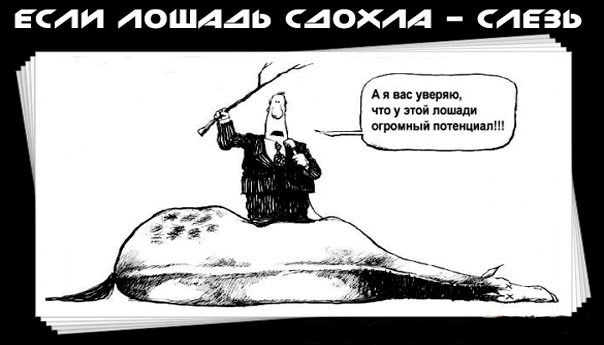 ЕСЛИ ЛОШАДЬ СДОХЛА – СЛЕЗЬ
А я вас уверяю,
что у этой лошади
огромный потенциал!!!